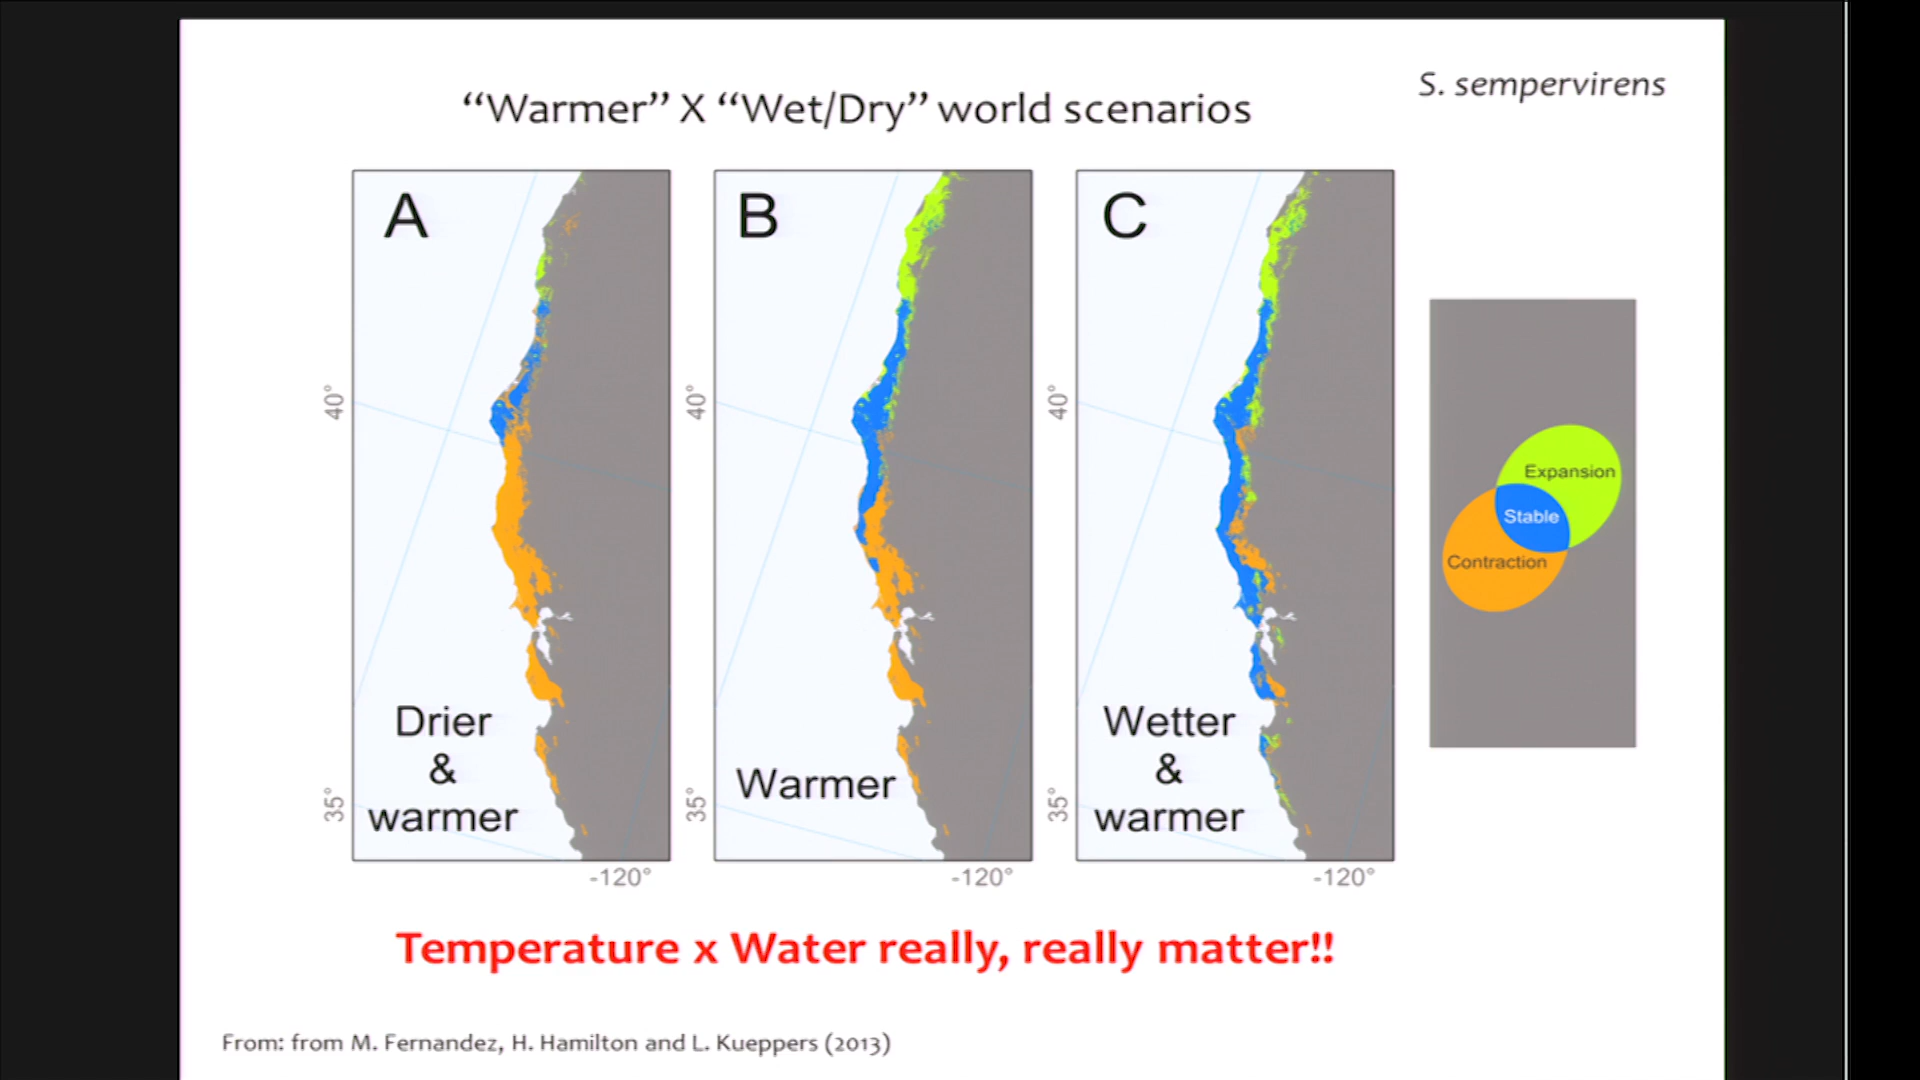 S. sempervirens
“Warmer” X “Wet/Dry” world scenarios
A
B
C
40°
40°
40°
Expansion
Stable
Contraction
Drier
&
warmer
Warmer
Wetter
&
warmer
35°
35°
35°
-120°
-120°
-120°
Temperature x Water really, really matter!!
From: from M. Fernandez, H. Hamilton and L. Kueppers (2013)